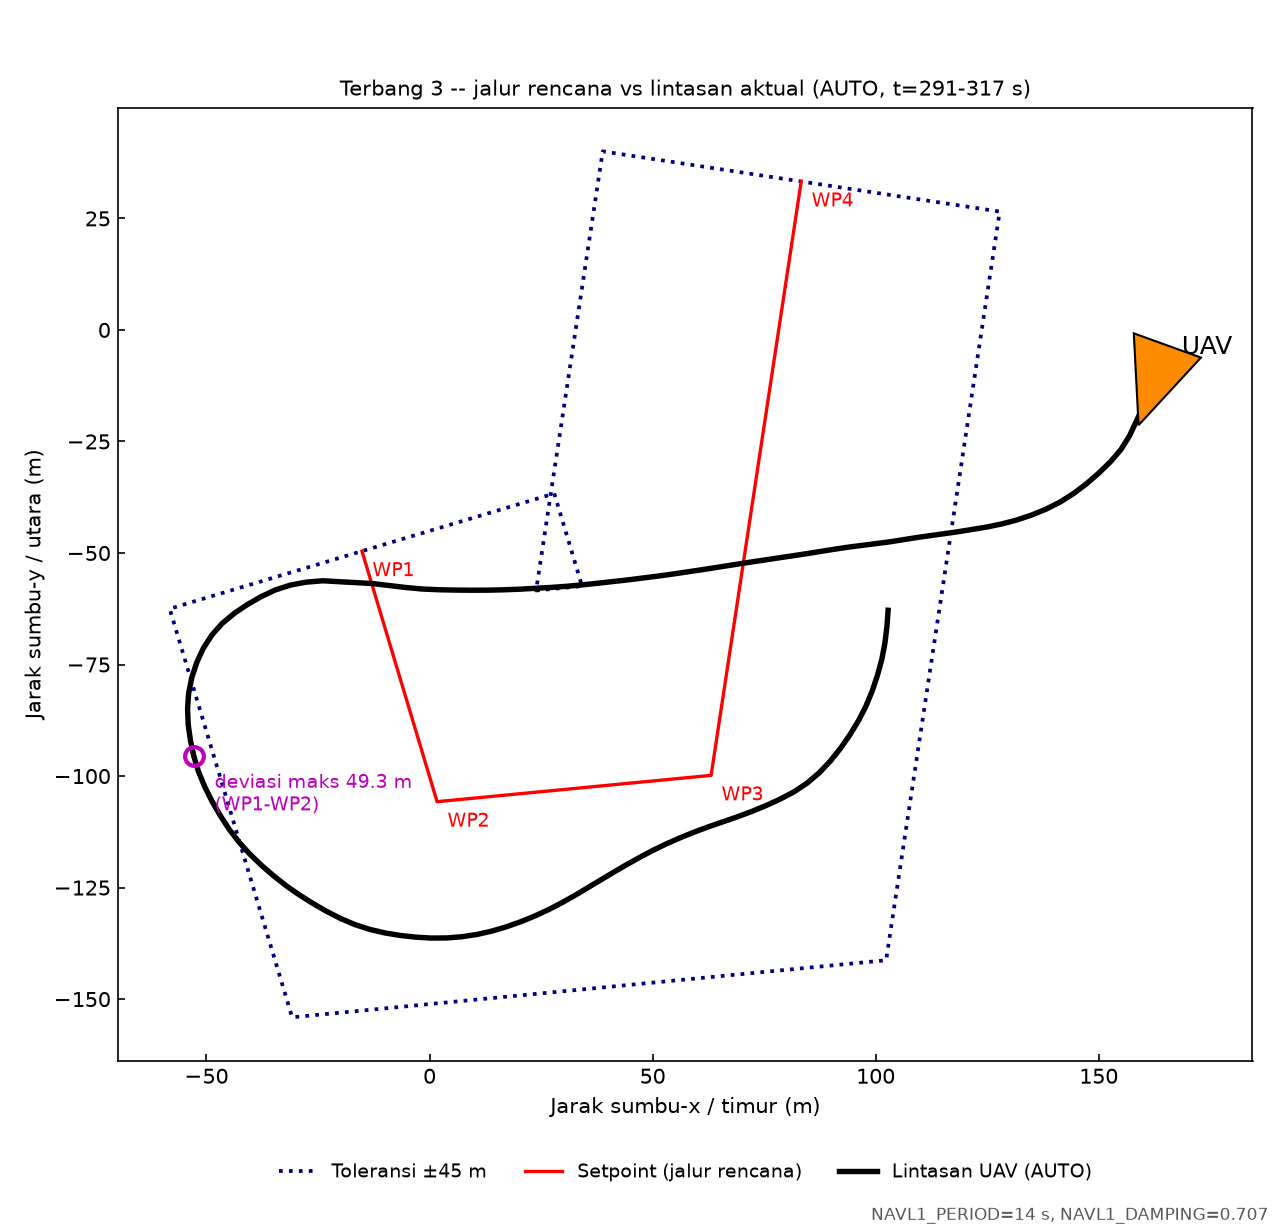 Terbang 3 -- jalur rencana vs lintasan aktual (AUTO, t=291-317 s)
Jarak sumbu-y / utara (m)
25
0
−25
−50
−75
−100
−125
−150
WP4
UAV
WP1
deviasi maks 49.3 m
(WP1-WP2)
WP3
WP2
−50
0
50
100
150
Jarak sumbu-x / timur (m)
Toleransi ±45 m
Setpoint (jalur rencana)
Lintasan UAV (AUTO)
NAVL1_PERIOD=14 s, NAVL1_DAMPING=0.707